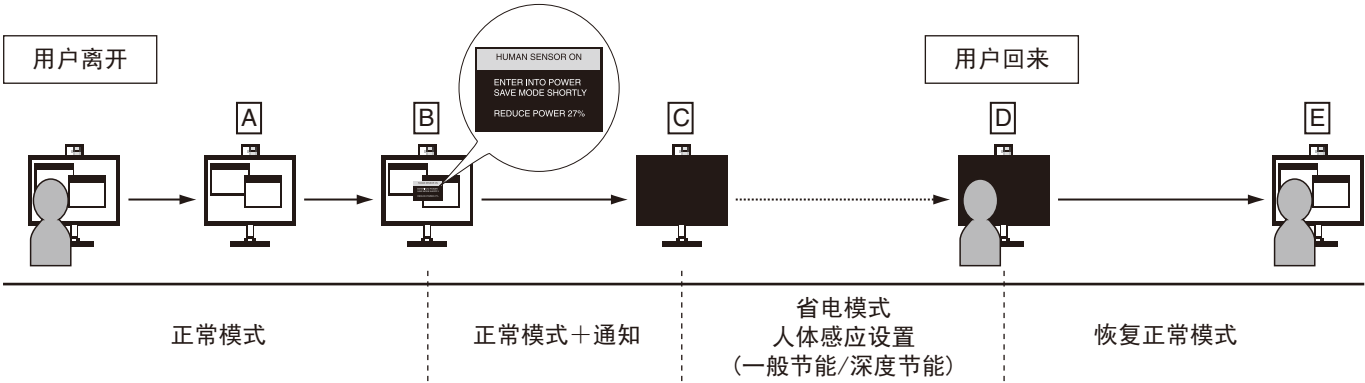 用户离开
HUMAN SENSOR ON
ENTER INTO POWER
SAVE MODE SHORTLY
REDUCE POWER 27%
用户回来
A
B
C
D
E
正常模式
正常模式＋通知
省电模式
人体感应设置
（一般节能/深度节能）
恢复正常模式